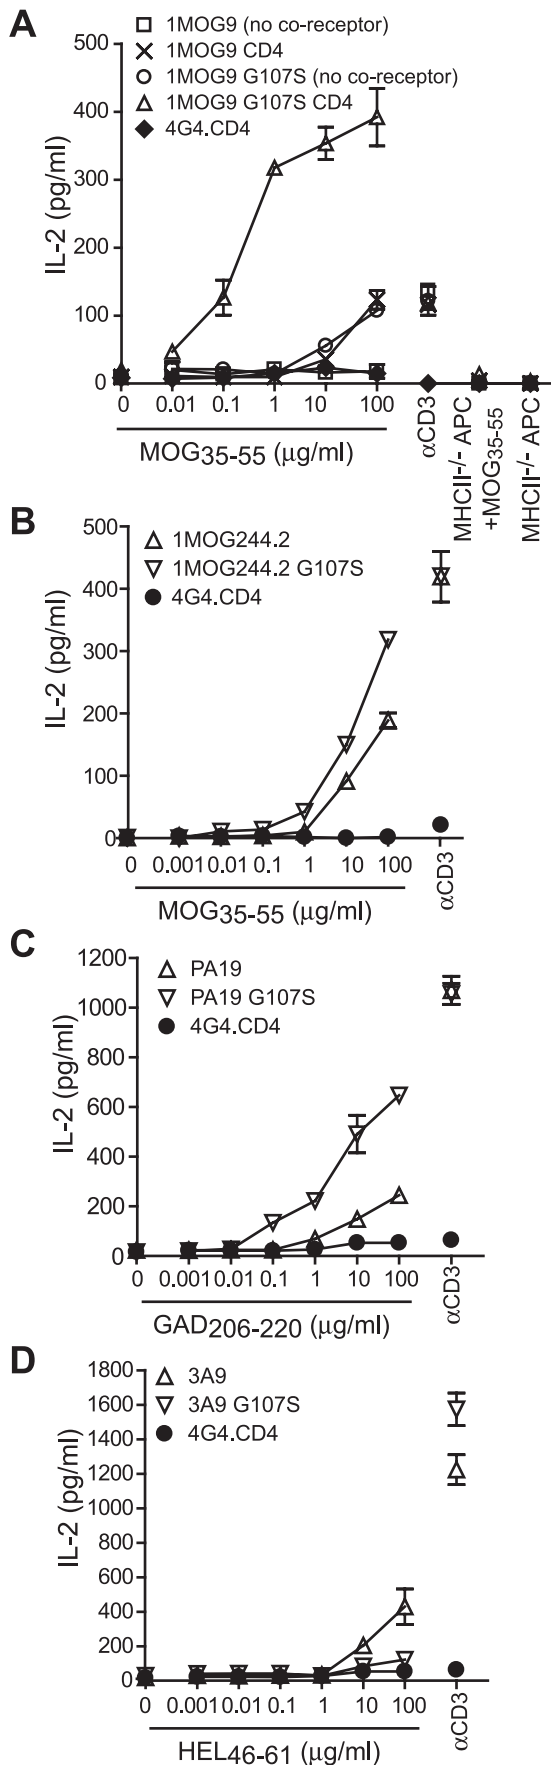 A
1MOG9 (no co-receptor)
1MOG9 CD4
1MOG9 G107S (no co-receptor)
1MOG9 G107S CD4
4G4.CD4
500
400
300
200
100
0
IL-2 (pg/ml)
0 0.01 0.1 1 10 100
MOG35-55 (μg/ml)
αCD3
MHCII-/- APC
+MOG35-55
MHCII-/- APC
B
1MOG244.2
1MOG244.2 G107S
4G4.CD4
500
400
300
200
100
0
IL-2 (pg/ml)
0 0.001 0.01 0.1 1 10 100
MOG35-55 (μg/ml)
αCD3
C
PA19
PA19 G107S
4G4.CD4
1200
1000
800
600
400
200
0
IL-2 (pg/ml)
0 0.001 0.01 0.1 1 10 100
GAD206-220 (μg/ml)
αCD3
D
3A9
3A9 G107S
4G4.CD4
1800
1600
1400
1200
1000
800
600
400
200
0
IL-2 (pg/ml)
0 0.001 0.01 0.1 1 10 100
HEL46-61 (μg/ml)
αCD3